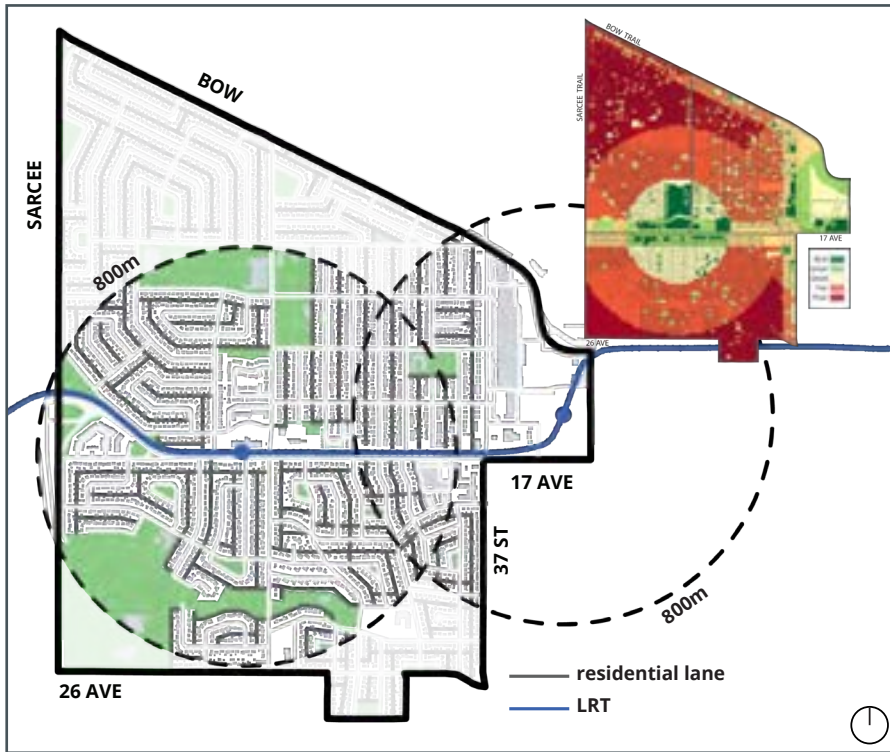 BOW
SARCEE
800m
17 AVE
37 ST
800m
26 AVE
residential lane
LRT
BOW TRAIL
SARCEE TRAIL
17 AVE
26 AVE